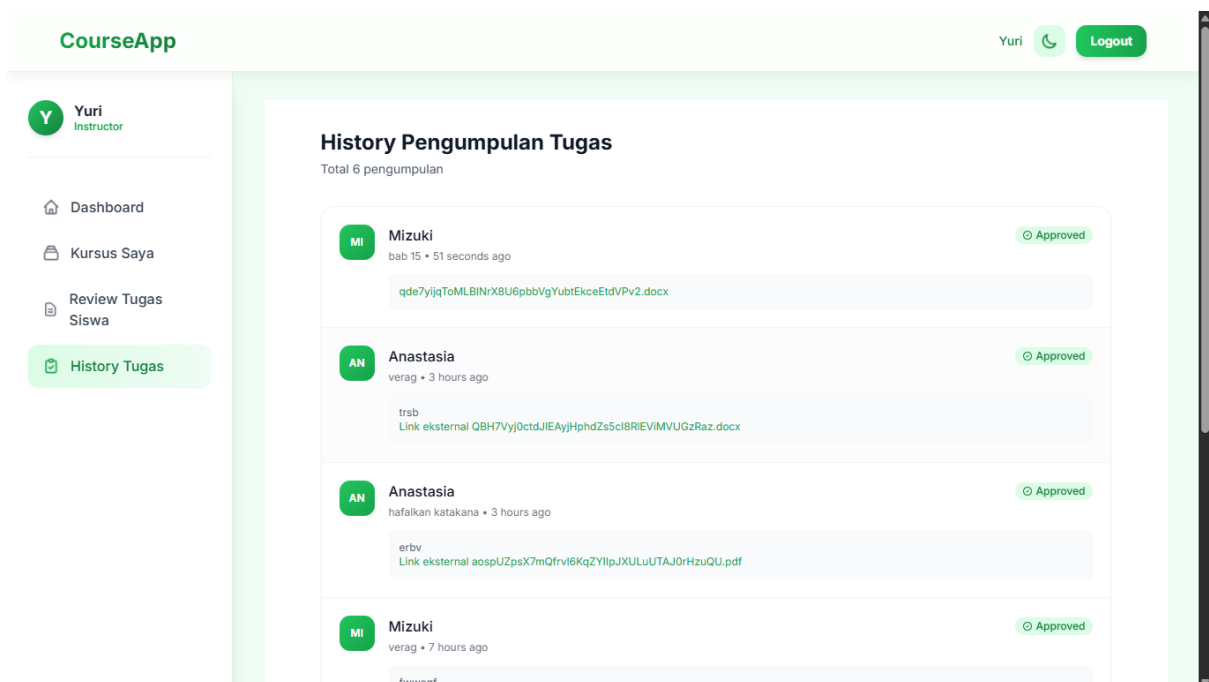 CourseApp
Yuri
Logout
Y
Yuri
Instructor
Dashboard
Kursus Saya
Review Tugas
Siswa
History Tugas
History Pengumpulan Tugas
Total 6 pengumpulan
MI
Mizuki
Approved
bab 15 • 51 seconds ago
qde7yijqToMLBINrX8U6pbbVgYubtEkceEtdVPv2.docx
AN
Anastasia
Approved
verag • 3 hours ago
trsb
Link eksternal QBH7Vyj0ctdJIEAyjHphdZs5cI8RIEViMVUGzRaz.docx
AN
Anastasia
Approved
hafalkan katakana • 3 hours ago
erbv
Link eksternal aospUZpsX7mQfrvI6KqZYIIpJXULuUTAJ0rHzuQU.pdf
MI
Mizuki
Approved
verag • 7 hours ago